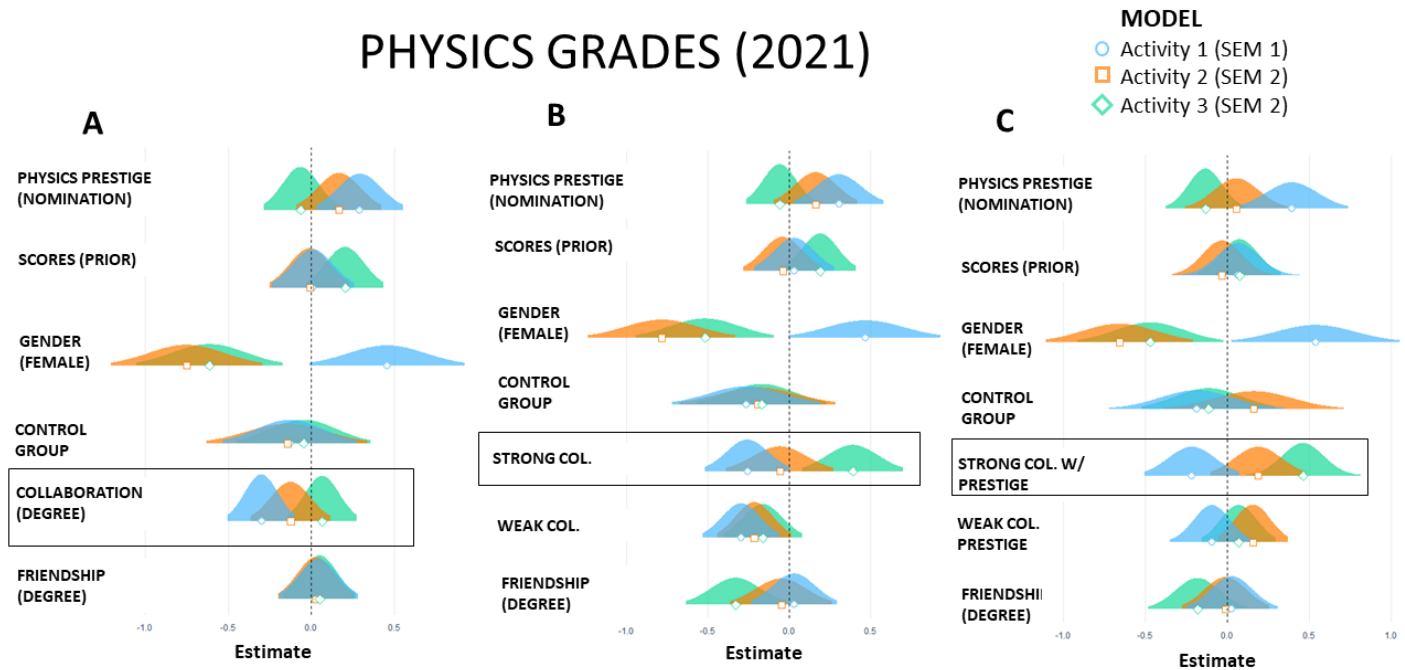 PHYSICS GRADES (2021)
MODEL
Activity 1 (SEM 1)
Activity 2 (SEM 2)
Activity 3 (SEM 2)
A
PHYSICS PRESTIGE
(NOMINATION)
SCORES (PRIOR)
GENDER
(FEMALE)
CONTROL
GROUP
COLLABORATION
(DEGREE)
FRIENDSHIP
(DEGREE)
-1.0 -0.5 0.0 0.5
Estimate
B
PHYSICS PRESTIGE
(NOMINATION)
SCORES (PRIOR)
GENDER
(FEMALE)
CONTROL
GROUP
STRONG COL.
WEAK COL.
FRIENDSHIP
(DEGREE)
-1.0 -0.5 0.0 0.5
Estimate
C
PHYSICS PRESTIGE
(NOMINATION)
SCORES (PRIOR)
GENDER
(FEMALE)
CONTROL
GROUP
STRONG COL. W/
PRESTIGE
WEAK COL.
PRESTIGE
FRIENDSHI
(DEGREE)
-1.0 -0.5 0.0 0.5 1.0
Estimate